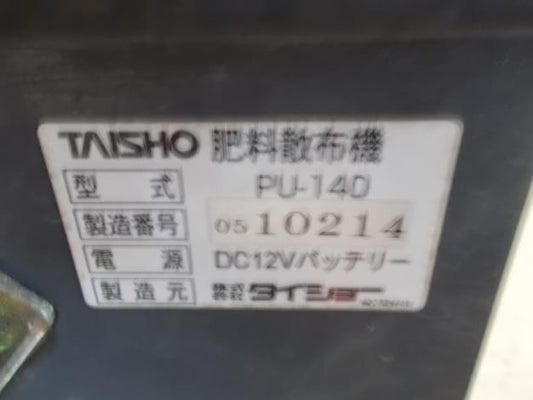 TAISHO 肥料散布機
型式 PU-140
製造番号 0510214
電源 DC12Vバッテリー
製造元 株式会社 タイショー